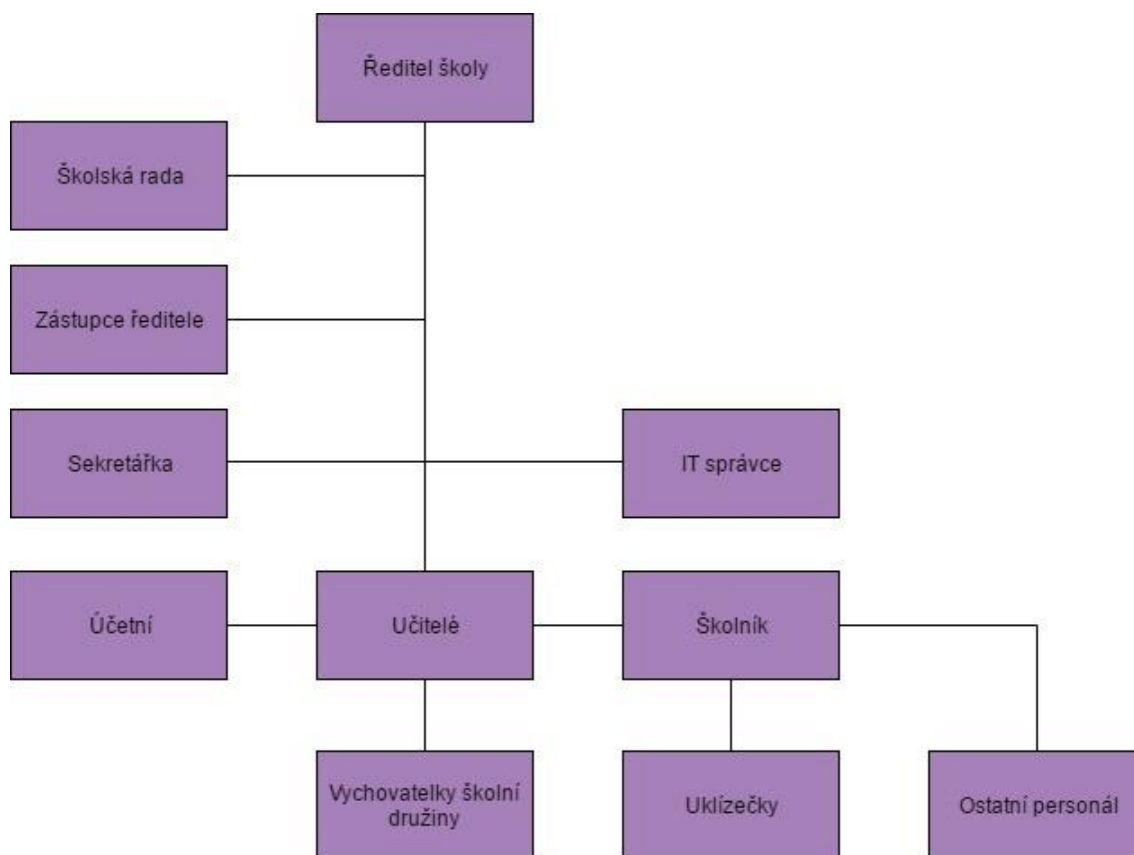 Ředitel školy
Školská rada
Zástupce ředitele
Sekretářka
IT správce
Účetní
Učitelé
Školník
Vychovatelky školní
družiny
Uklízečky
Ostatní personál